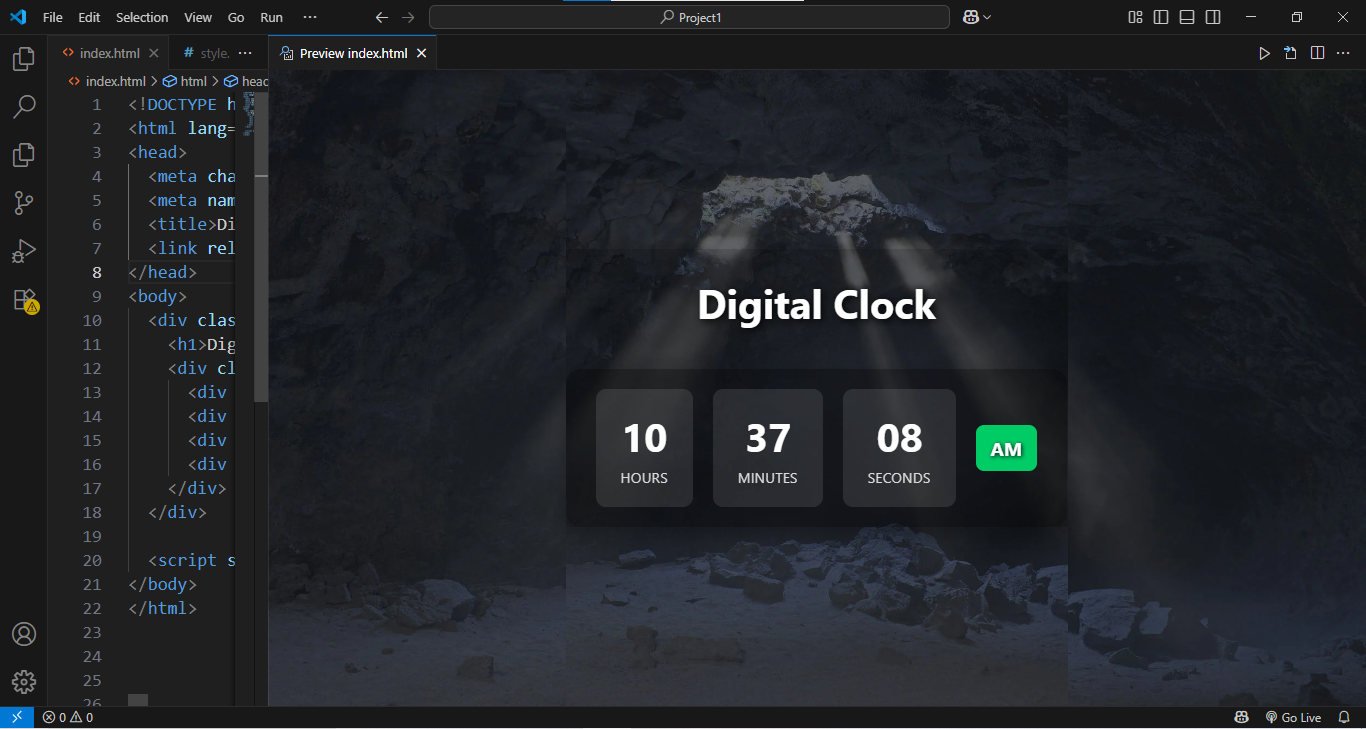 File Edit Selection View Go Run ··· Project1
index.html # style. ··· Preview index.html
index.html > html > head
1 <!DOCTYPE h
2 <html lang=
3 <head>
4 <meta cha
5 <meta nam
6 <title>Di
7 <link rel
8 </head>
9 <body>
10 <div clas
11 <h1>Dig
12 <div cl
13 <div
14 <div
15 <div
16 <div
17 </div>
18 </div>
19
20 <script s
21 </body>
22 </html>
23
24
25
26
Digital Clock
10 37 08 AM
HOURS MINUTES SECONDS
0 0 Go Live